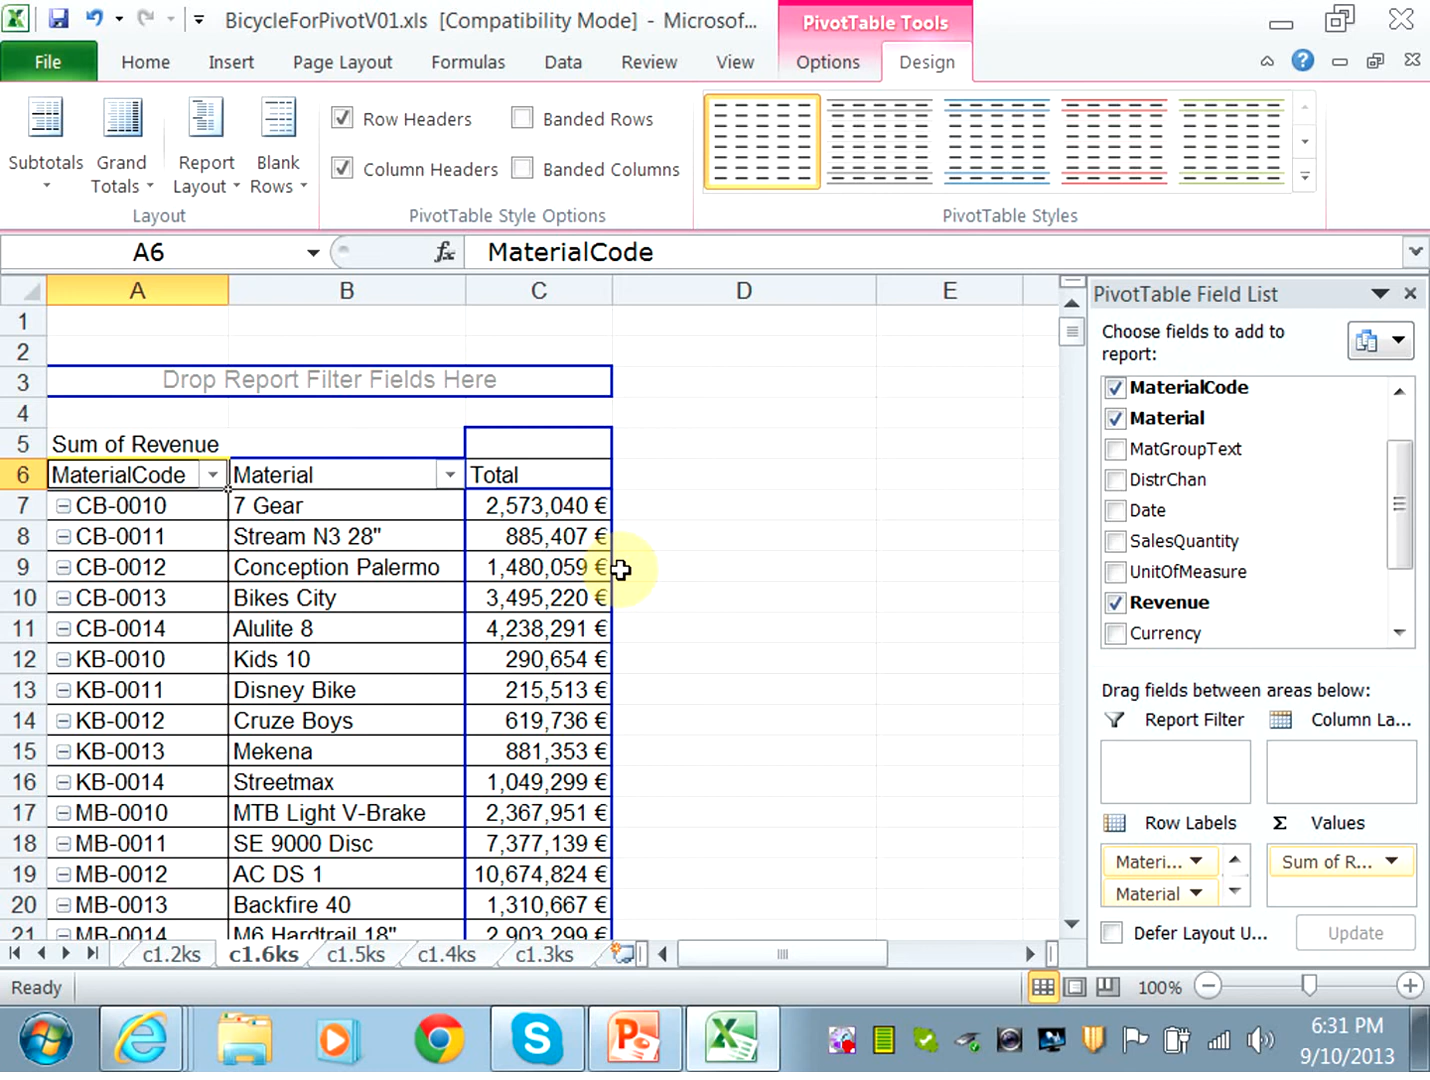 BicycleForPivotV01.xls [Compatibility Mode] - Microsof...
PivotTable Tools
File Home Insert Page Layout Formulas Data Review View Options Design
Subtotals
Grand Totals
Report Layout
Blank Rows
Layout
Row Headers
Banded Rows
Column Headers
Banded Columns
PivotTable Style Options
PivotTable Styles
A6
fx
MaterialCode
A B C D E
1
2
3 Drop Report Filter Fields Here
4
5 Sum of Revenue
6 MaterialCode Material Total
7 CB-0010 7 Gear 2,573,040 €
8 CB-0011 Stream N3 28" 885,407 €
9 CB-0012 Conception Palermo 1,480,059 €
10 CB-0013 Bikes City 3,495,220 €
11 CB-0014 Alulite 8 4,238,291 €
12 KB-0010 Kids 10 290,654 €
13 KB-0011 Disney Bike 215,513 €
14 KB-0012 Cruze Boys 619,736 €
15 KB-0013 Mekena 881,353 €
16 KB-0014 Streetmax 1,049,299 €
17 MB-0010 MTB Light V-Brake 2,367,951 €
18 MB-0011 SE 9000 Disc 7,377,139 €
19 MB-0012 AC DS 1 10,674,824 €
20 MB-0013 Backfire 40 1,310,667 €
21 MB-0014 M6 Hardtrail 18" 2,903,299 €
PivotTable Field List
Choose fields to add to
report:
MaterialCode
Material
MatGroupText
DistrChan
Date
SalesQuantity
UnitOfMeasure
Revenue
Currency
Drag fields between areas below:
Report Filter
Column La...
Row Labels
Σ Values
Materi...
Sum of R...
Material
Defer Layout U...
Update
c1.2ks c1.6ks c1.5ks c1.4ks c1.3ks
Ready
100%
6:31 PM
9/10/2013